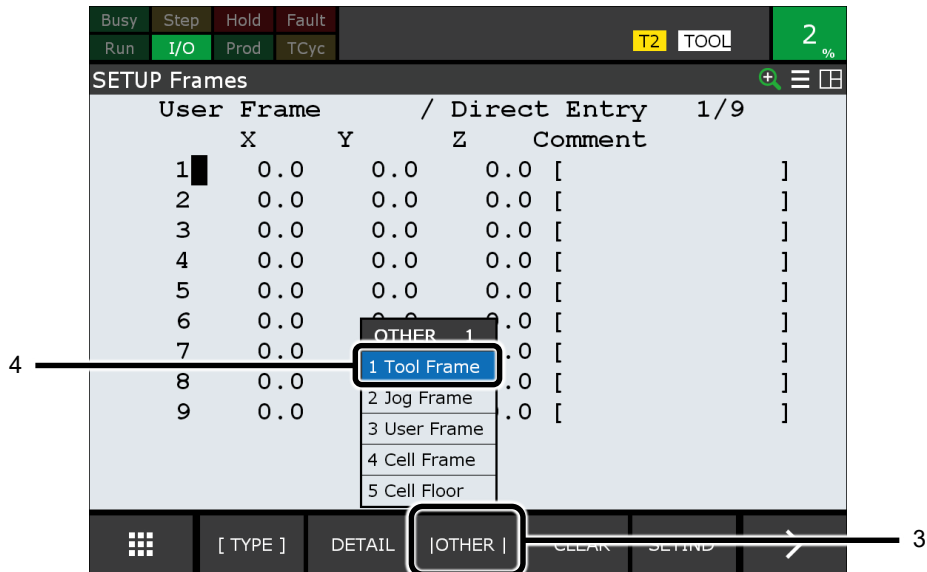 Busy Step Hold Fault
Run I/O Prod TCyc T2 TOOL 2 %
SETUP Frames
User Frame / Direct Entry 1/9
X Y Z Comment
1 0.0 0.0 0.0 [ ]
2 0.0 0.0 0.0 [ ]
3 0.0 0.0 0.0 [ ]
4 0.0 0.0 0.0 [ ]
5 0.0 0.0 0.0 [ ]
6 0.0 .0 [ ]
OTHER 1
7 0.0 .0 [ ]
4
1 Tool Frame
8 0.0 .0 [ ]
2 Jog Frame
9 0.0 .0 [ ]
3 User Frame
4 Cell Frame
5 Cell Floor
[ TYPE ] DETAIL |OTHER | CLEAR SETIND
3